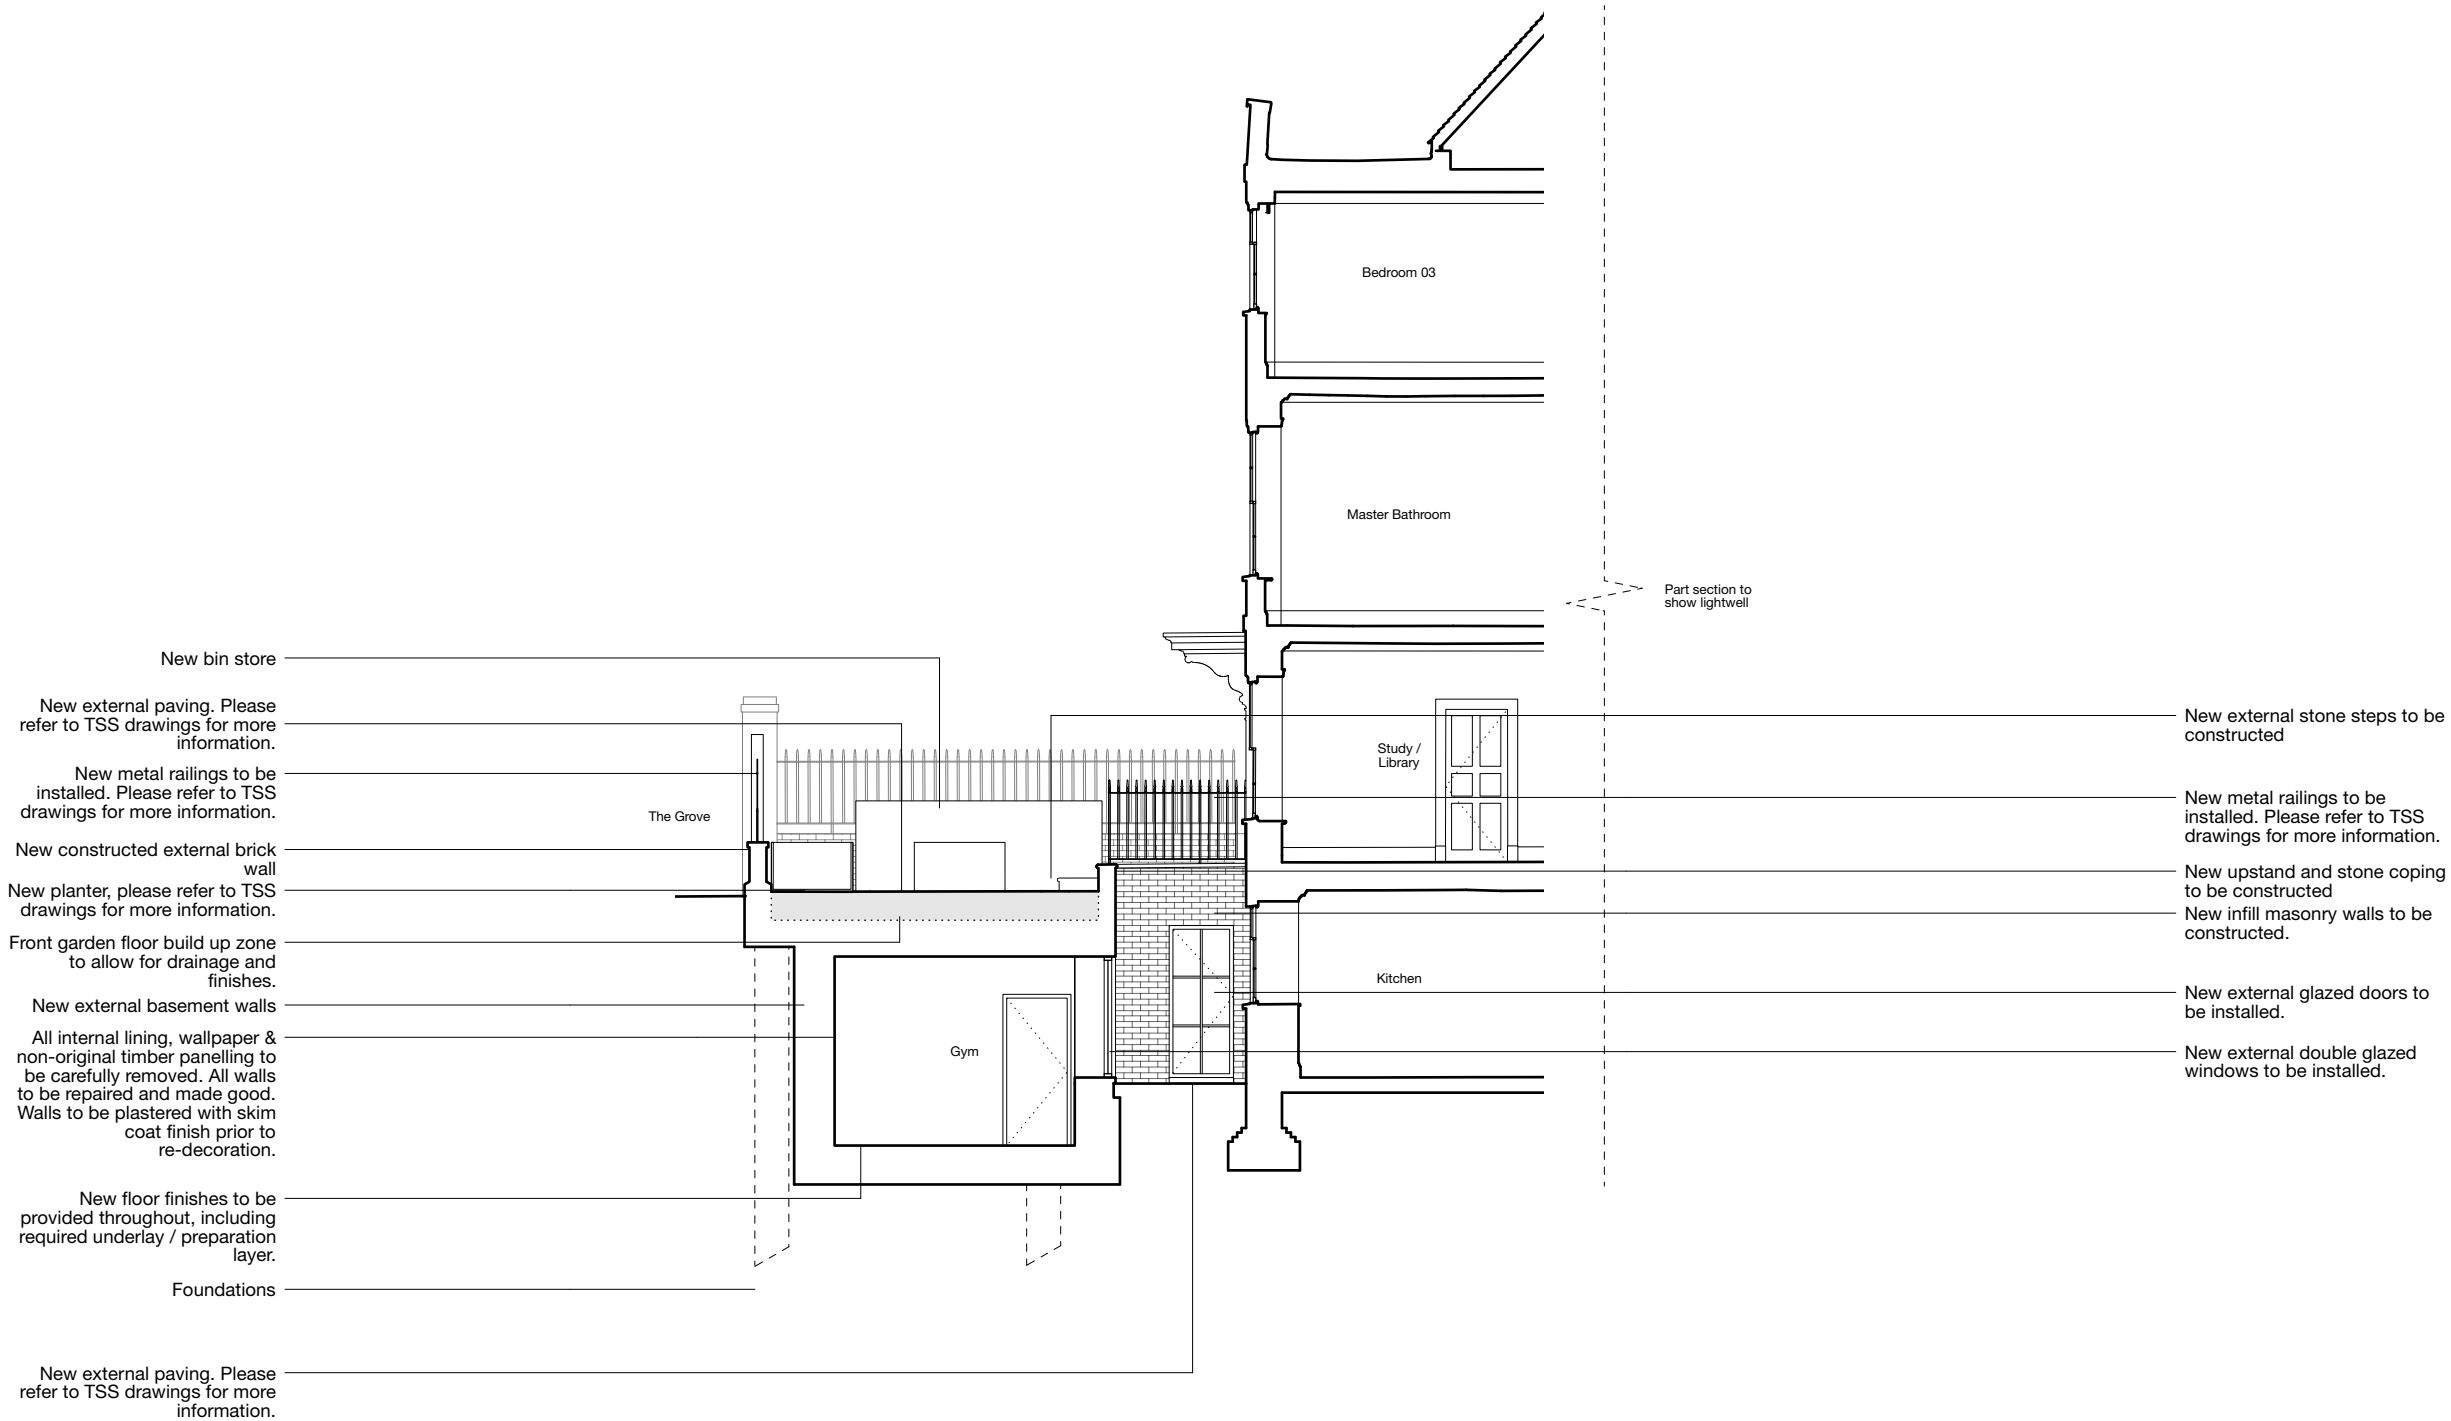 Bedroom 03
Master Bathroom
Part section to
show lightwell
New bin store
New external paving. Please
refer to TSS drawings for more
information.
New metal railings to be
installed. Please refer to TSS
drawings for more information.
The Grove
New constructed external brick
wall
New planter, please refer to TSS
drawings for more information.
Front garden floor build up zone
to allow for drainage and
finishes.
New external basement walls
All internal lining, wallpaper &
non-original timber panelling to
be carefully removed. All walls
to be repaired and made good.
Walls to be plastered with skim
coat finish prior to
re-decoration.
New floor finishes to be
provided throughout, including
required underlay / preparation
layer.
Foundations
New external paving. Please
refer to TSS drawings for more
information.
Study /
Library
Kitchen
Gym
New external stone steps to be
constructed
New metal railings to be
installed. Please refer to TSS
drawings for more information.
New upstand and stone coping
to be constructed
New infill masonry walls to be
constructed.
New external glazed doors to
be installed.
New external double glazed
windows to be installed.